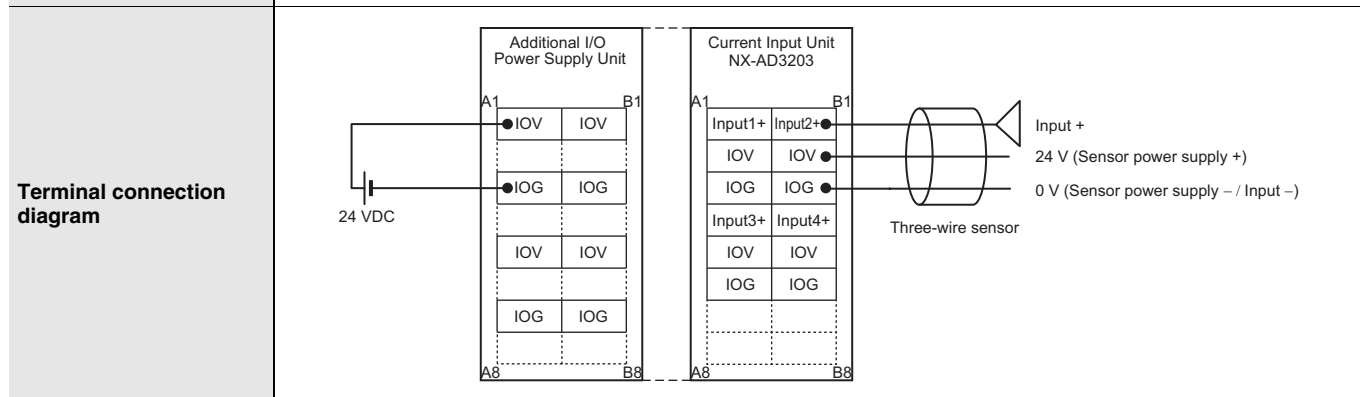 Terminal connection
diagram
Additional I/O
Power Supply Unit
A1 B1
IOV IOV
IOG IOG
IOV IOV
IOG IOG
A8 B8
24 VDC
Current Input Unit
NX-AD3203
A1 B1
Input1+ Input2+
IOV IOV
IOG IOG
Input3+ Input4+
IOV IOV
IOG IOG
A8 B8
Input +
24 V (Sensor power supply +)
0 V (Sensor power supply − / Input −)
Three-wire sensor